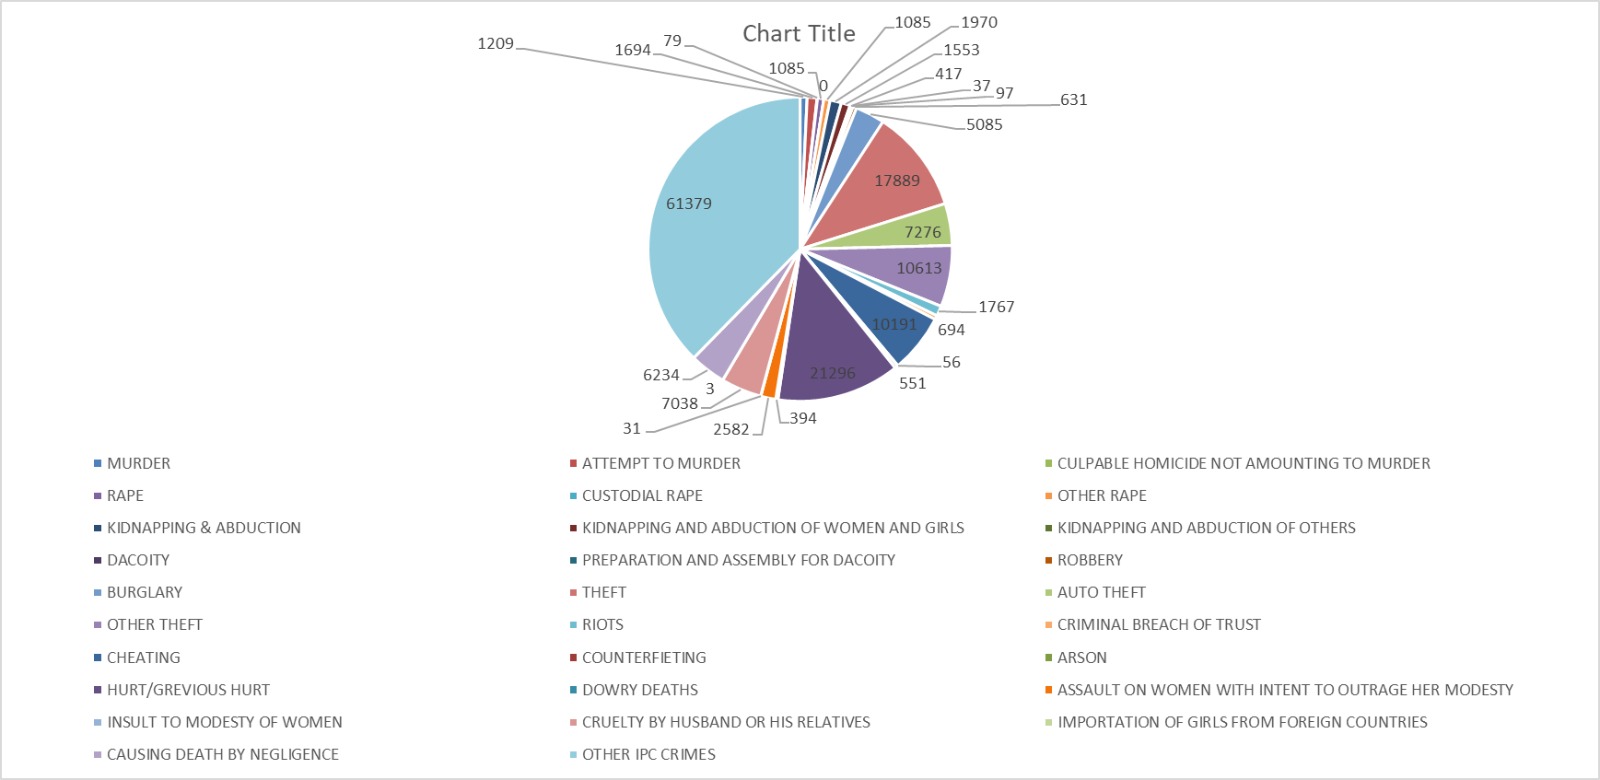 Chart Title
1209
1694
79
1085
0
1085
1970
1553
417
37
97
631
5085
17889
7276
10613
1767
694
10191
56
551
21296
394
2582
31
7038
3
6234
61379
MURDER ATTEMPT TO MURDER CULPABLE HOMICIDE NOT AMOUNTING TO MURDER
RAPE CUSTODIAL RAPE OTHER RAPE
KIDNAPPING & ABDUCTION KIDNAPPING AND ABDUCTION OF WOMEN AND GIRLS KIDNAPPING AND ABDUCTION OF OTHERS
DACOITY PREPARATION AND ASSEMBLY FOR DACOITY ROBBERY
BURGLARY THEFT AUTO THEFT
OTHER THEFT RIOTS CRIMINAL BREACH OF TRUST
CHEATING COUNTERFIETING ARSON
HURT/GREVIOUS HURT DOWRY DEATHS ASSAULT ON WOMEN WITH INTENT TO OUTRAGE HER MODESTY
INSULT TO MODESTY OF WOMEN CRUELTY BY HUSBAND OR HIS RELATIVES IMPORTATION OF GIRLS FROM FOREIGN COUNTRIES
CAUSING DEATH BY NEGLIGENCE OTHER IPC CRIMES